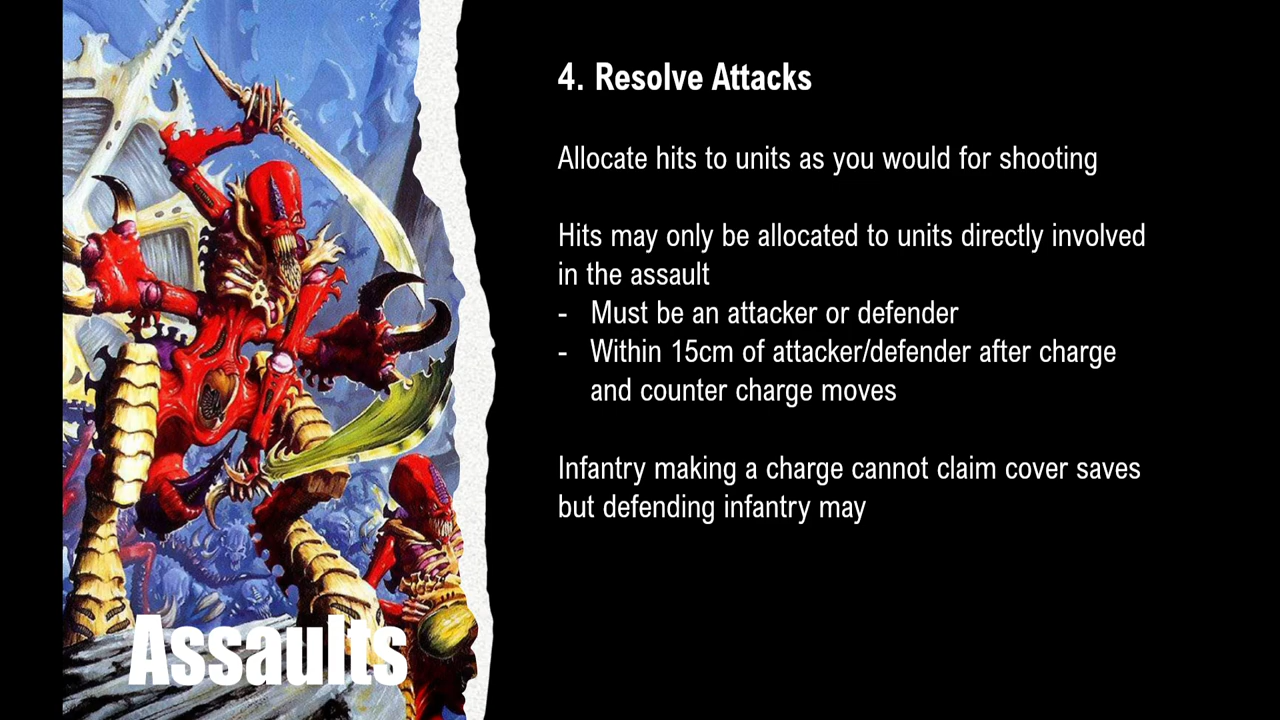 4. Resolve Attacks
Allocate hits to units as you would for shooting
Hits may only be allocated to units directly involved
in the assault
- Must be an attacker or defender
- Within 15cm of attacker/defender after charge
and counter charge moves
Infantry making a charge cannot claim cover saves
but defending infantry may
Assaults